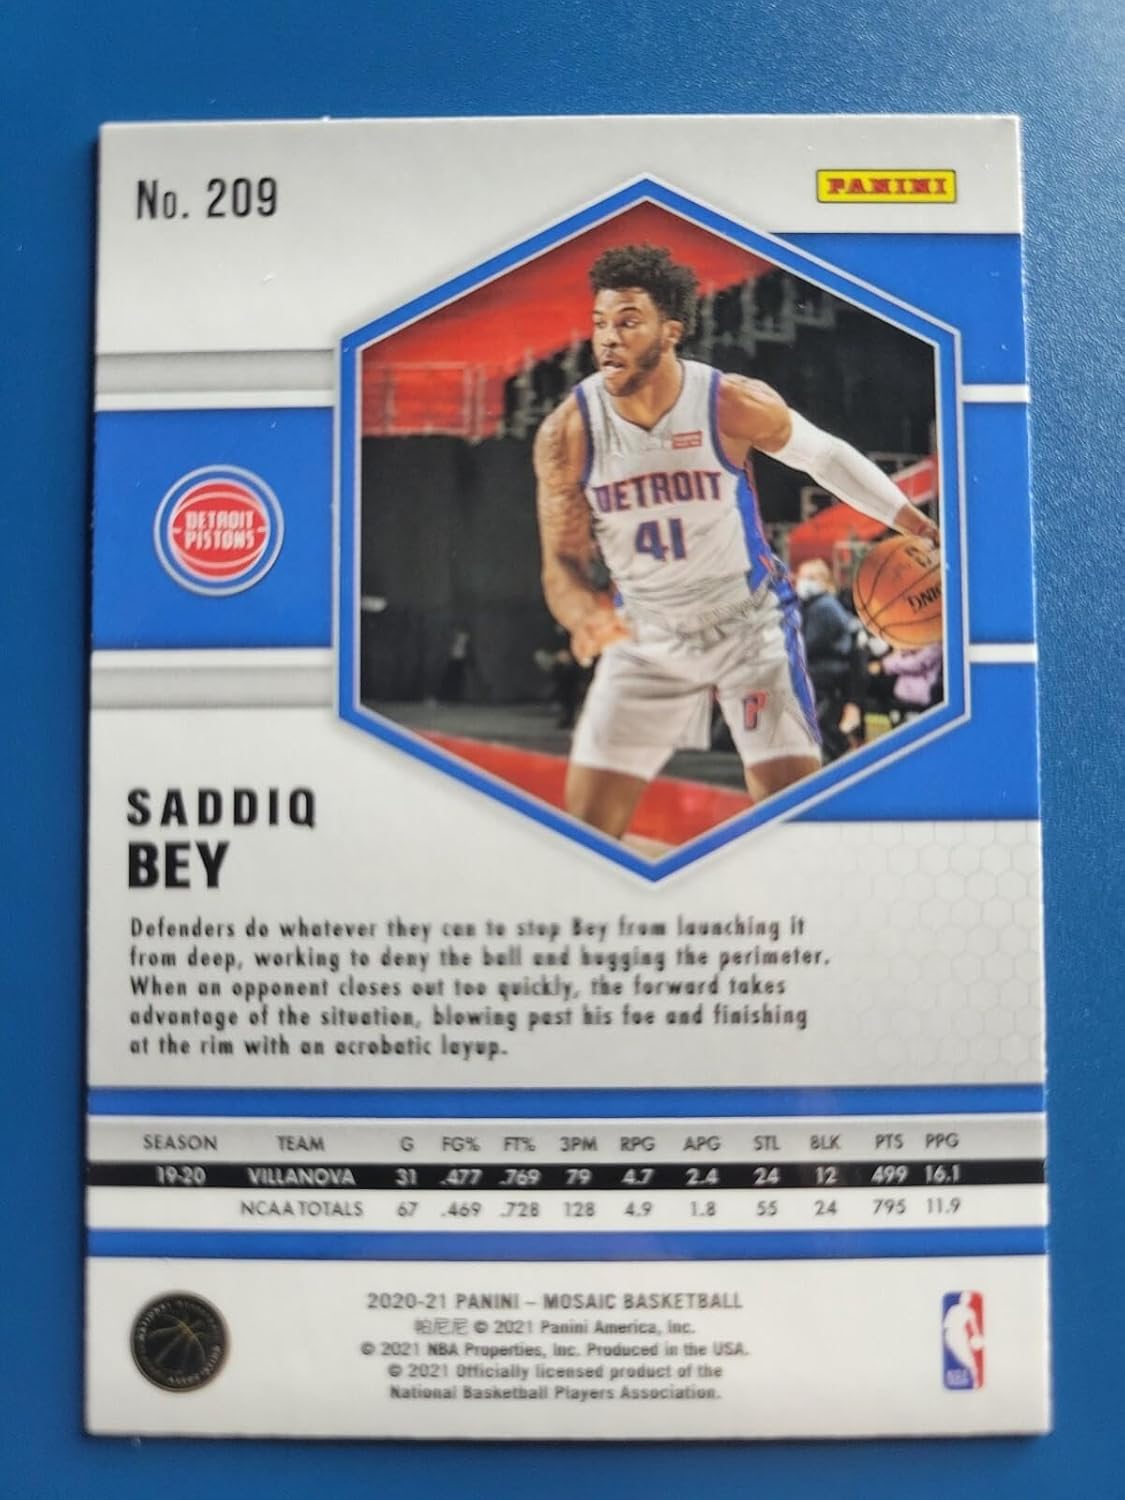 No. 209
PANINI
DETROIT
41
DETROIT
PISTONS
SADDIQ
BEY
Defenders do whatever they can to stop Bey from launching it
from deep, working to deny the ball and hugging the perimeter.
When an opponent closes out too quickly, the forward takes
advantage of the situation, blowing past his foe and finishing
at the rim with an acrobatic layup.
SEASON TEAM G FG% FT% 3PM RPG APG STL BLK PTS PPG
19-20 VILLANOVA 31 .477 .769 79 4.7 2.4 24 12 499 16.1
NCAA TOTALS 67 .469 .728 128 4.9 1.8 55 24 795 11.9
2020-21 PANINI – MOSAIC BASKETBALL
帕尼尼 © 2021 Panini America, Inc.
© 2021 NBA Properties, Inc. Produced in the USA.
© 2021 Officially licensed product of the
National Basketball Players Association.
NBA